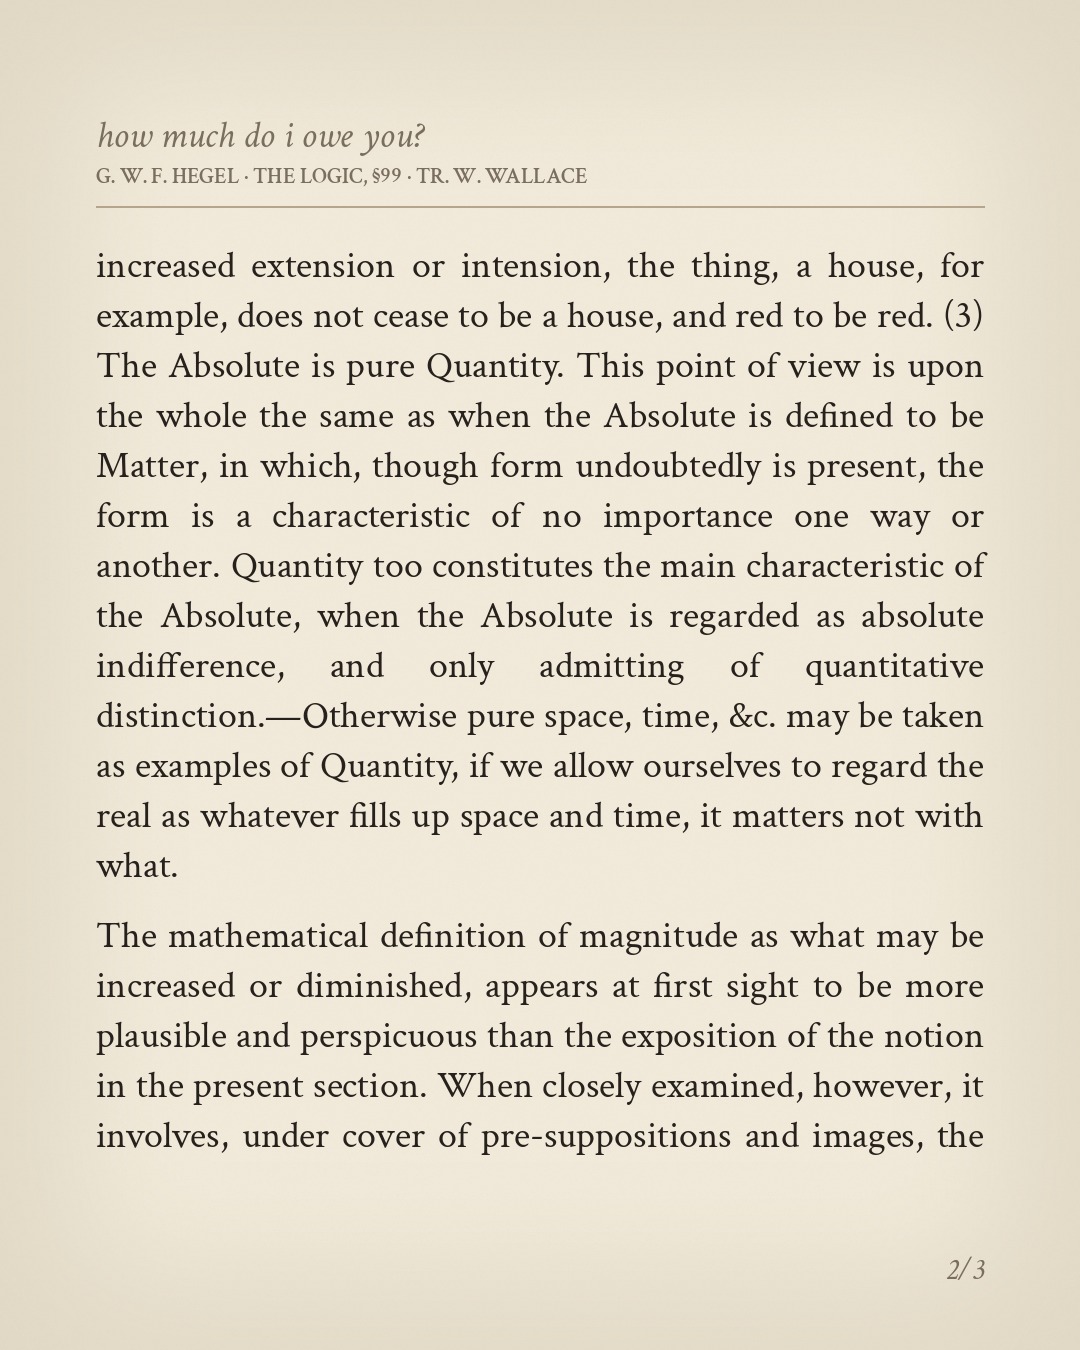 how much do i owe you?
G. W. F. HEGEL · THE LOGIC, §99 · TR. W. WALLACE
increased extension or intension, the thing, a house, for
example, does not cease to be a house, and red to be red. (3)
The Absolute is pure Quantity. This point of view is upon
the whole the same as when the Absolute is defined to be
Matter, in which, though form undoubtedly is present, the
form is a characteristic of no importance one way or
another. Quantity too constitutes the main characteristic of
the Absolute, when the Absolute is regarded as absolute
indifference, and only admitting of quantitative
distinction.—Otherwise pure space, time, &c. may be taken
as examples of Quantity, if we allow ourselves to regard the
real as whatever fills up space and time, it matters not with
what.
The mathematical definition of magnitude as what may be
increased or diminished, appears at first sight to be more
plausible and perspicuous than the exposition of the notion
in the present section. When closely examined, however, it
involves, under cover of pre-suppositions and images, the
2/3